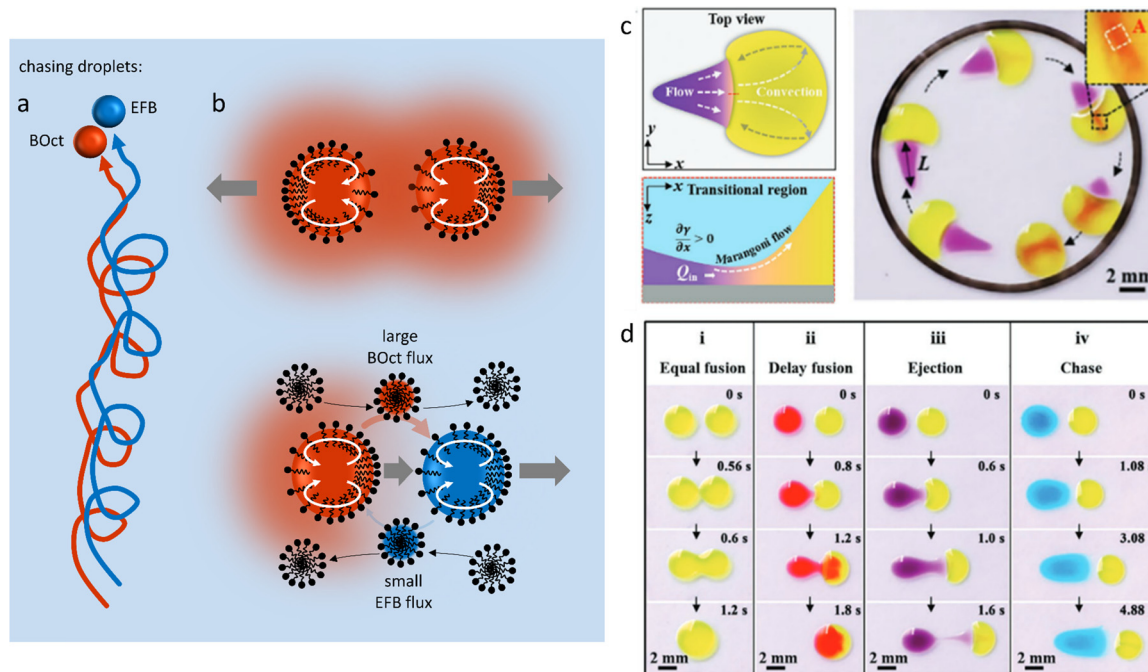 chasing droplets:
a
EFB
BOct
b
large
BOct flux
small
EFB flux
c
Top view
Flow
Convection
y
x
x
z
Transitional region
∂γ/∂x > 0
Marangoni flow
Qin
L
A
2 mm
d
i
ii
iii
iv
Equal fusion
Delay fusion
Ejection
Chase
0 s
0 s
0 s
0 s
0.56 s
0.8 s
0.6 s
1.08
0.6 s
1.2 s
1.0 s
3.08
1.2 s
1.8 s
1.6 s
4.88
2 mm
2 mm
2 mm
2 mm